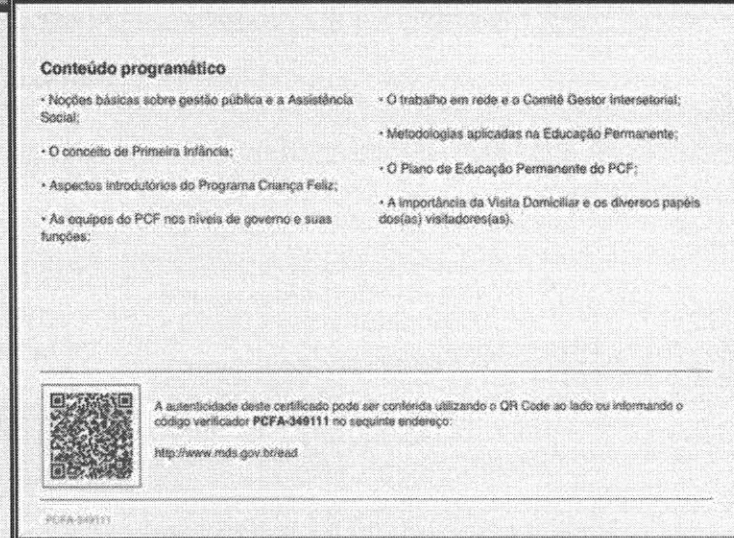 Conteúdo programático
• Noções básicas sobre gestão pública e a Assistência
Social;
• O conceito de Primeira Infância;
• Aspectos introdutórios do Programa Criança Feliz;
• As equipes do PCF nos níveis de governo e suas
funções;
• O trabalho em rede e o Comitê Gestor Intersetorial;
• Metodologias aplicadas na Educação Permanente;
• O Plano de Educação Permanente do PCF;
• A importância da Visita Domiciliar e os diversos papéis
dos(as) visitadores(as).
A autenticidade deste certificado pode ser conferida utilizando o QR Code ao lado ou informando o
código verificador PCFA-349111 no seguinte endereço:
http://www.mds.gov.br/ead
PCFA-349111